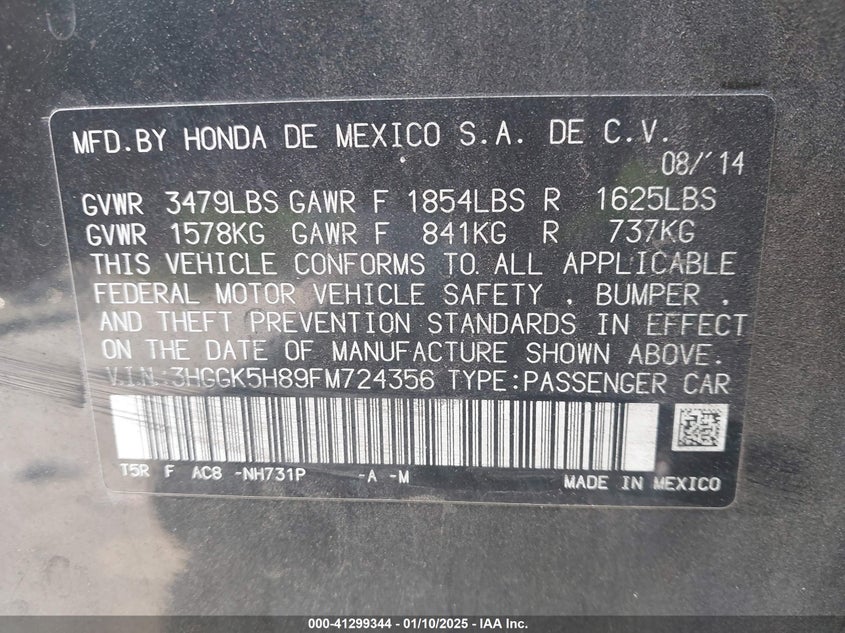 MFD.BY HONDA DE MEXICO S.A. DE C.V.
08/'14
GVWR 3479LBS GAWR F 1854LBS R 1625LBS
GVWR 1578KG GAWR F 841KG R 737KG
THIS VEHICLE CONFORMS TO ALL APPLICABLE
FEDERAL MOTOR VEHICLE SAFETY , BUMPER ,
AND THEFT PREVENTION STANDARDS IN EFFECT
ON THE DATE OF MANUFACTURE SHOWN ABOVE.
V.I.N.:3HGGK5H89FM724356 TYPE:PASSENGER CAR
T5R F AC8 -NH731P -A -M
MADE IN MEXICO
000-41299344 - 01/10/2025 - IAA Inc.